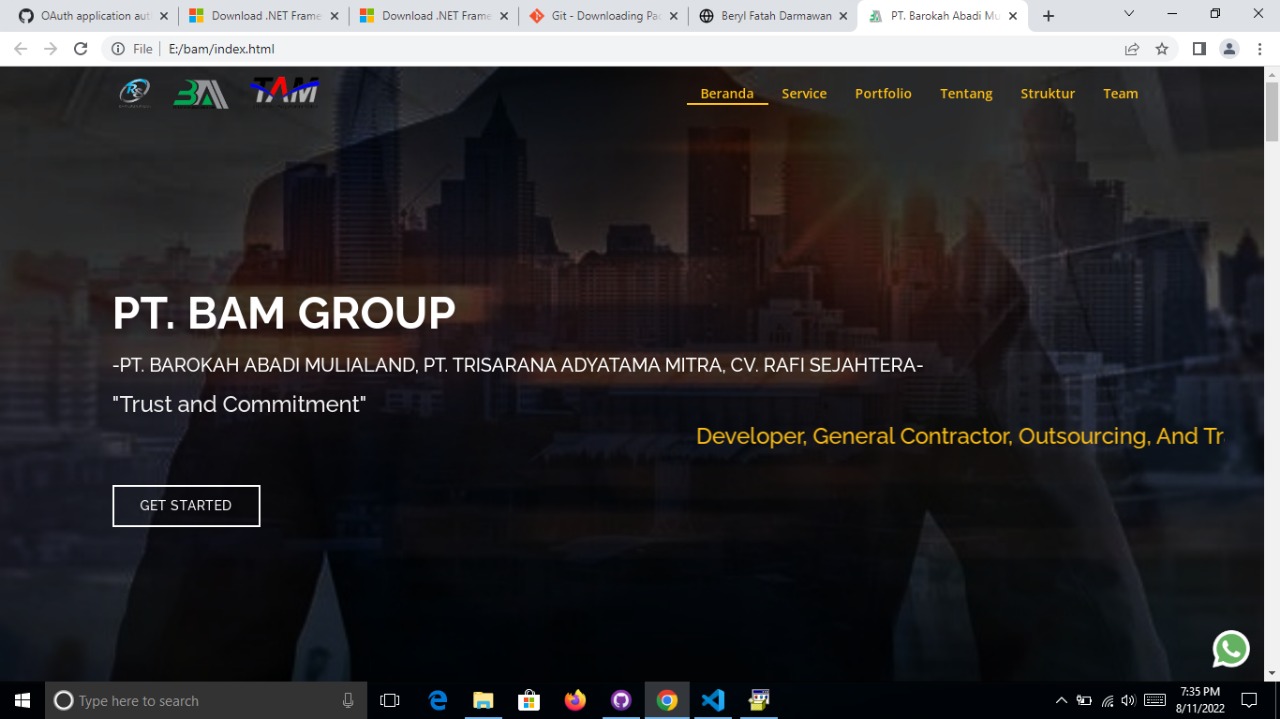 OAuth application aut
Download .NET Frame
Download .NET Frame
Git - Downloading Pac
Beryl Fatah Darmawan
PT. Barokah Abadi Mu
File
E:/bam/index.html
RS
BAM
TAM
Beranda
Service
Portfolio
Tentang
Struktur
Team
PT. BAM GROUP
-PT. BAROKAH ABADI MULIALAND, PT. TRISARANA ADYATAMA MITRA, CV. RAFI SEJAHTERA-
"Trust and Commitment"
Developer, General Contractor, Outsourcing, And Tr
GET STARTED
Type here to search
7:35 PM
8/11/2022